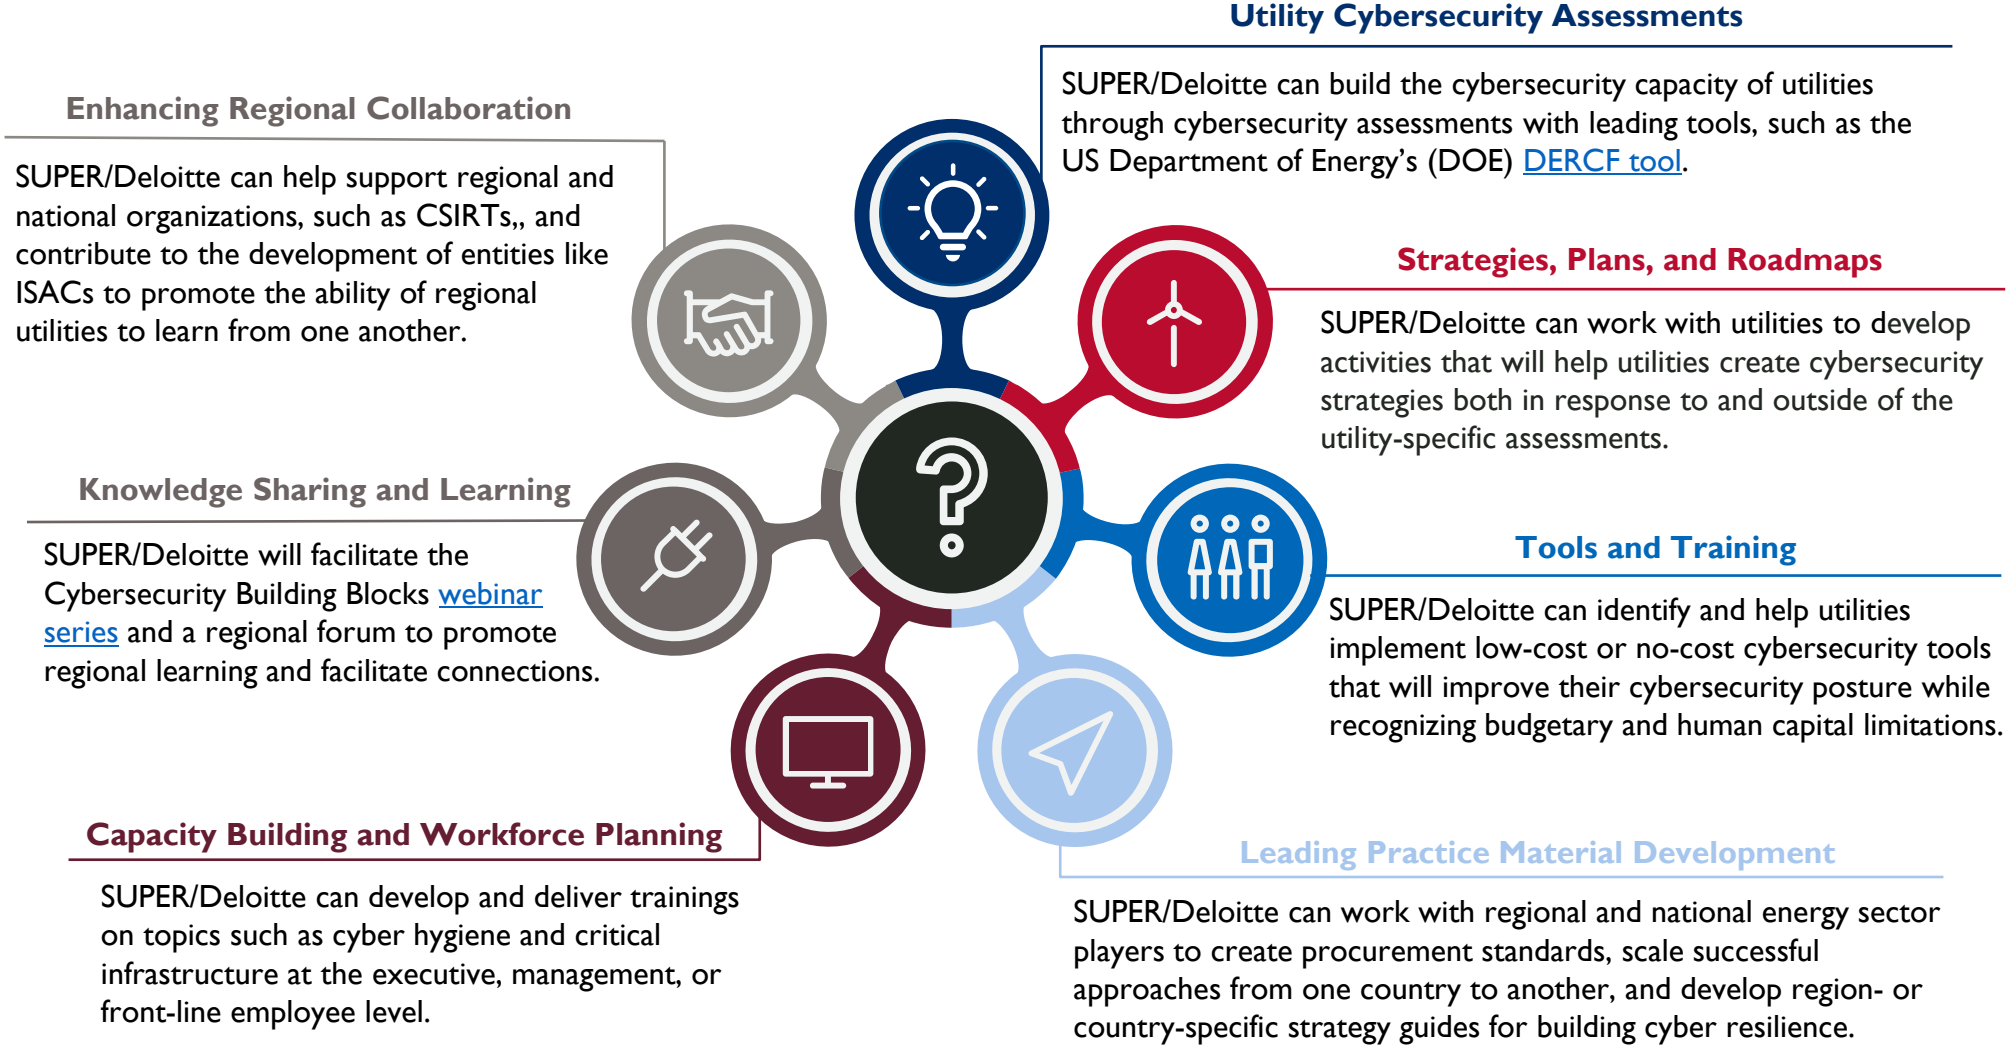 Utility Cybersecurity Assessments
SUPER/Deloitte can build the cybersecurity capacity of utilities
through cybersecurity assessments with leading tools, such as the
US Department of Energy’s (DOE) DERCF tool.
Enhancing Regional Collaboration
SUPER/Deloitte can help support regional and
national organizations, such as CSIRTs,, and
contribute to the development of entities like
ISACs to promote the ability of regional
utilities to learn from one another.
Strategies, Plans, and Roadmaps
SUPER/Deloitte can work with utilities to develop
activities that will help utilities create cybersecurity
strategies both in response to and outside of the
utility-specific assessments.
Knowledge Sharing and Learning
SUPER/Deloitte will facilitate the
Cybersecurity Building Blocks webinar
series and a regional forum to promote
regional learning and facilitate connections.
?
Tools and Training
SUPER/Deloitte can identify and help utilities
implement low-cost or no-cost cybersecurity tools
that will improve their cybersecurity posture while
recognizing budgetary and human capital limitations.
Capacity Building and Workforce Planning
SUPER/Deloitte can develop and deliver trainings
on topics such as cyber hygiene and critical
infrastructure at the executive, management, or
front-line employee level.
Leading Practice Material Development
SUPER/Deloitte can work with regional and national energy sector
players to create procurement standards, scale successful
approaches from one country to another, and develop region- or
country-specific strategy guides for building cyber resilience.